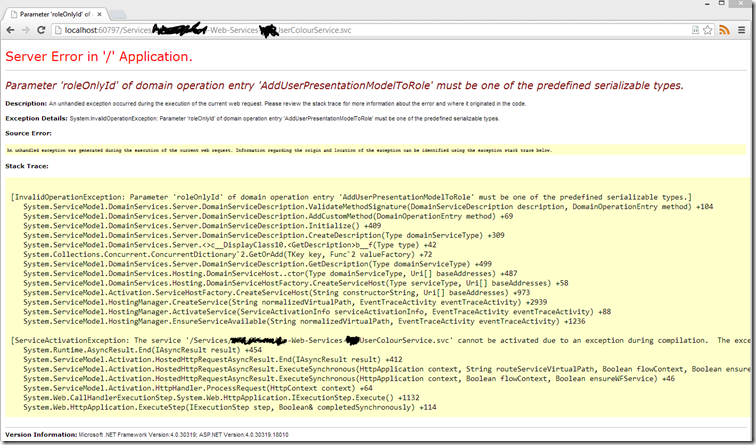 Parameter 'roleOnlyId' of
localhost:60797/Services -Web-Services UserColourService.svc
Server Error in '/' Application.
Parameter 'roleOnlyId' of domain operation entry 'AddUserPresentationModelToRole' must be one of the predefined serializable types.
Description: An unhandled exception occurred during the execution of the current web request. Please review the stack trace for more information about the error and where it originated in the code.
Exception Details: System.InvalidOperationException: Parameter 'roleOnlyId' of domain operation entry 'AddUserPresentationModelToRole' must be one of the predefined serializable types.
Source Error:
An unhandled exception was generated during the execution of the current web request. Information regarding the origin and location of the exception can be identified using the exception stack trace below.
Stack Trace:
[InvalidOperationException: Parameter 'roleOnlyId' of domain operation entry 'AddUserPresentationModelToRole' must be one of the predefined serializable types.]
System.ServiceModel.DomainServices.Server.DomainServiceDescription.ValidateMethodSignature(DomainServiceDescription description, DomainOperationEntry method) +104
System.ServiceModel.DomainServices.Server.DomainServiceDescription.AddCustomMethod(DomainOperationEntry method) +69
System.ServiceModel.DomainServices.Server.DomainServiceDescription.Initialize() +409
System.ServiceModel.DomainServices.Server.DomainServiceDescription.CreateDescription(Type domainServiceType) +309
System.ServiceModel.DomainServices.Server.<>c__DisplayClass10.<GetDescription>b__f(Type type) +42
System.Collections.Concurrent.ConcurrentDictionary`2.GetOrAdd(TKey key, Func`2 valueFactory) +72
System.ServiceModel.DomainServices.Server.DomainServiceDescription.GetDescription(Type domainServiceType) +499
System.ServiceModel.DomainServices.Hosting.DomainServiceHost..ctor(Type domainServiceType, Uri[] baseAddresses) +487
System.ServiceModel.DomainServices.Hosting.DomainServiceHostFactory.CreateServiceHost(Type serviceType, Uri[] baseAddresses) +58
System.ServiceModel.Activation.ServiceHostFactory.CreateServiceHost(String constructorString, Uri[] baseAddresses) +973
System.ServiceModel.HostingManager.CreateService(String normalizedVirtualPath, EventTraceActivity eventTraceActivity) +2939
System.ServiceModel.HostingManager.ActivateService(ServiceActivationInfo serviceActivationInfo, EventTraceActivity eventTraceActivity) +88
System.ServiceModel.HostingManager.EnsureServiceAvailable(String normalizedVirtualPath, EventTraceActivity eventTraceActivity) +1236
[ServiceActivationException: The service '/Services/ -Web-Services- UserColourService.svc' cannot be activated due to an exception during compilation. The exce
System.Runtime.AsyncResult.End(IAsyncResult result) +454
System.ServiceModel.Activation.HostedHttpRequestAsyncResult.End(IAsyncResult result) +412
System.ServiceModel.Activation.HostedHttpRequestAsyncResult.ExecuteSynchronous(HttpApplication context, String routeServiceVirtualPath, Boolean flowContext, Boolean ensure
System.ServiceModel.Activation.HostedHttpRequestAsyncResult.ExecuteSynchronous(HttpApplication context, Boolean flowContext, Boolean ensureWFService) +46
System.ServiceModel.Activation.HttpHandler.ProcessRequest(HttpContext context) +64
System.Web.CallHandlerExecutionStep.System.Web.HttpApplication.IExecutionStep.Execute() +1132
System.Web.HttpApplication.ExecuteStep(IExecutionStep step, Boolean& completedSynchronously) +114
Version Information: Microsoft .NET Framework Version:4.0.30319; ASP.NET Version:4.0.30319.18010